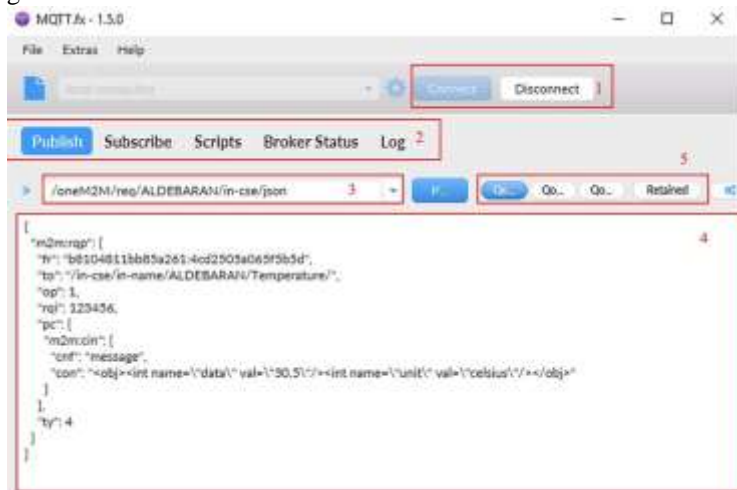 MQTT.fx - 1.5.0
File Extras Help
Connect Disconnect 1
Publish Subscribe Scripts Broker Status Log 2
5
/oneM2M/req/ALDEBARAN/in-cse/json 3 P... Qo... Qo... Qo... Retained
4
{
"m2m:rqp": {
"fr":
"to": "/in-cse/in-name/ALDEBARAN/Temperature/",
"op": 1,
"rqi": 123456,
"pc": {
"m2m:cin": {
"cnf": "message",
"con": "<obj><int name=\"data\" val=\"30.5\"/><int name=\"unit\" val=\"celsius\"/></obj>"
}
},
"ty": 4
}
}